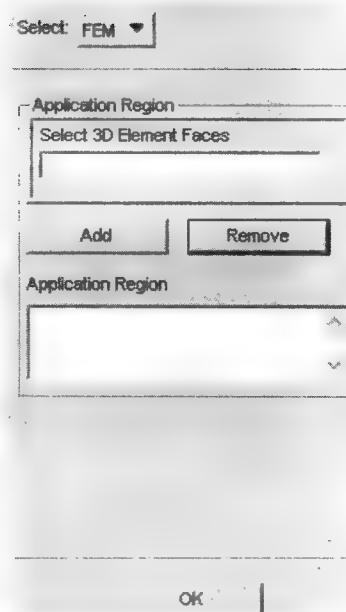 Select: FEM
Application Region
Select 3D Element Faces
Add Remove
Application Region
OK